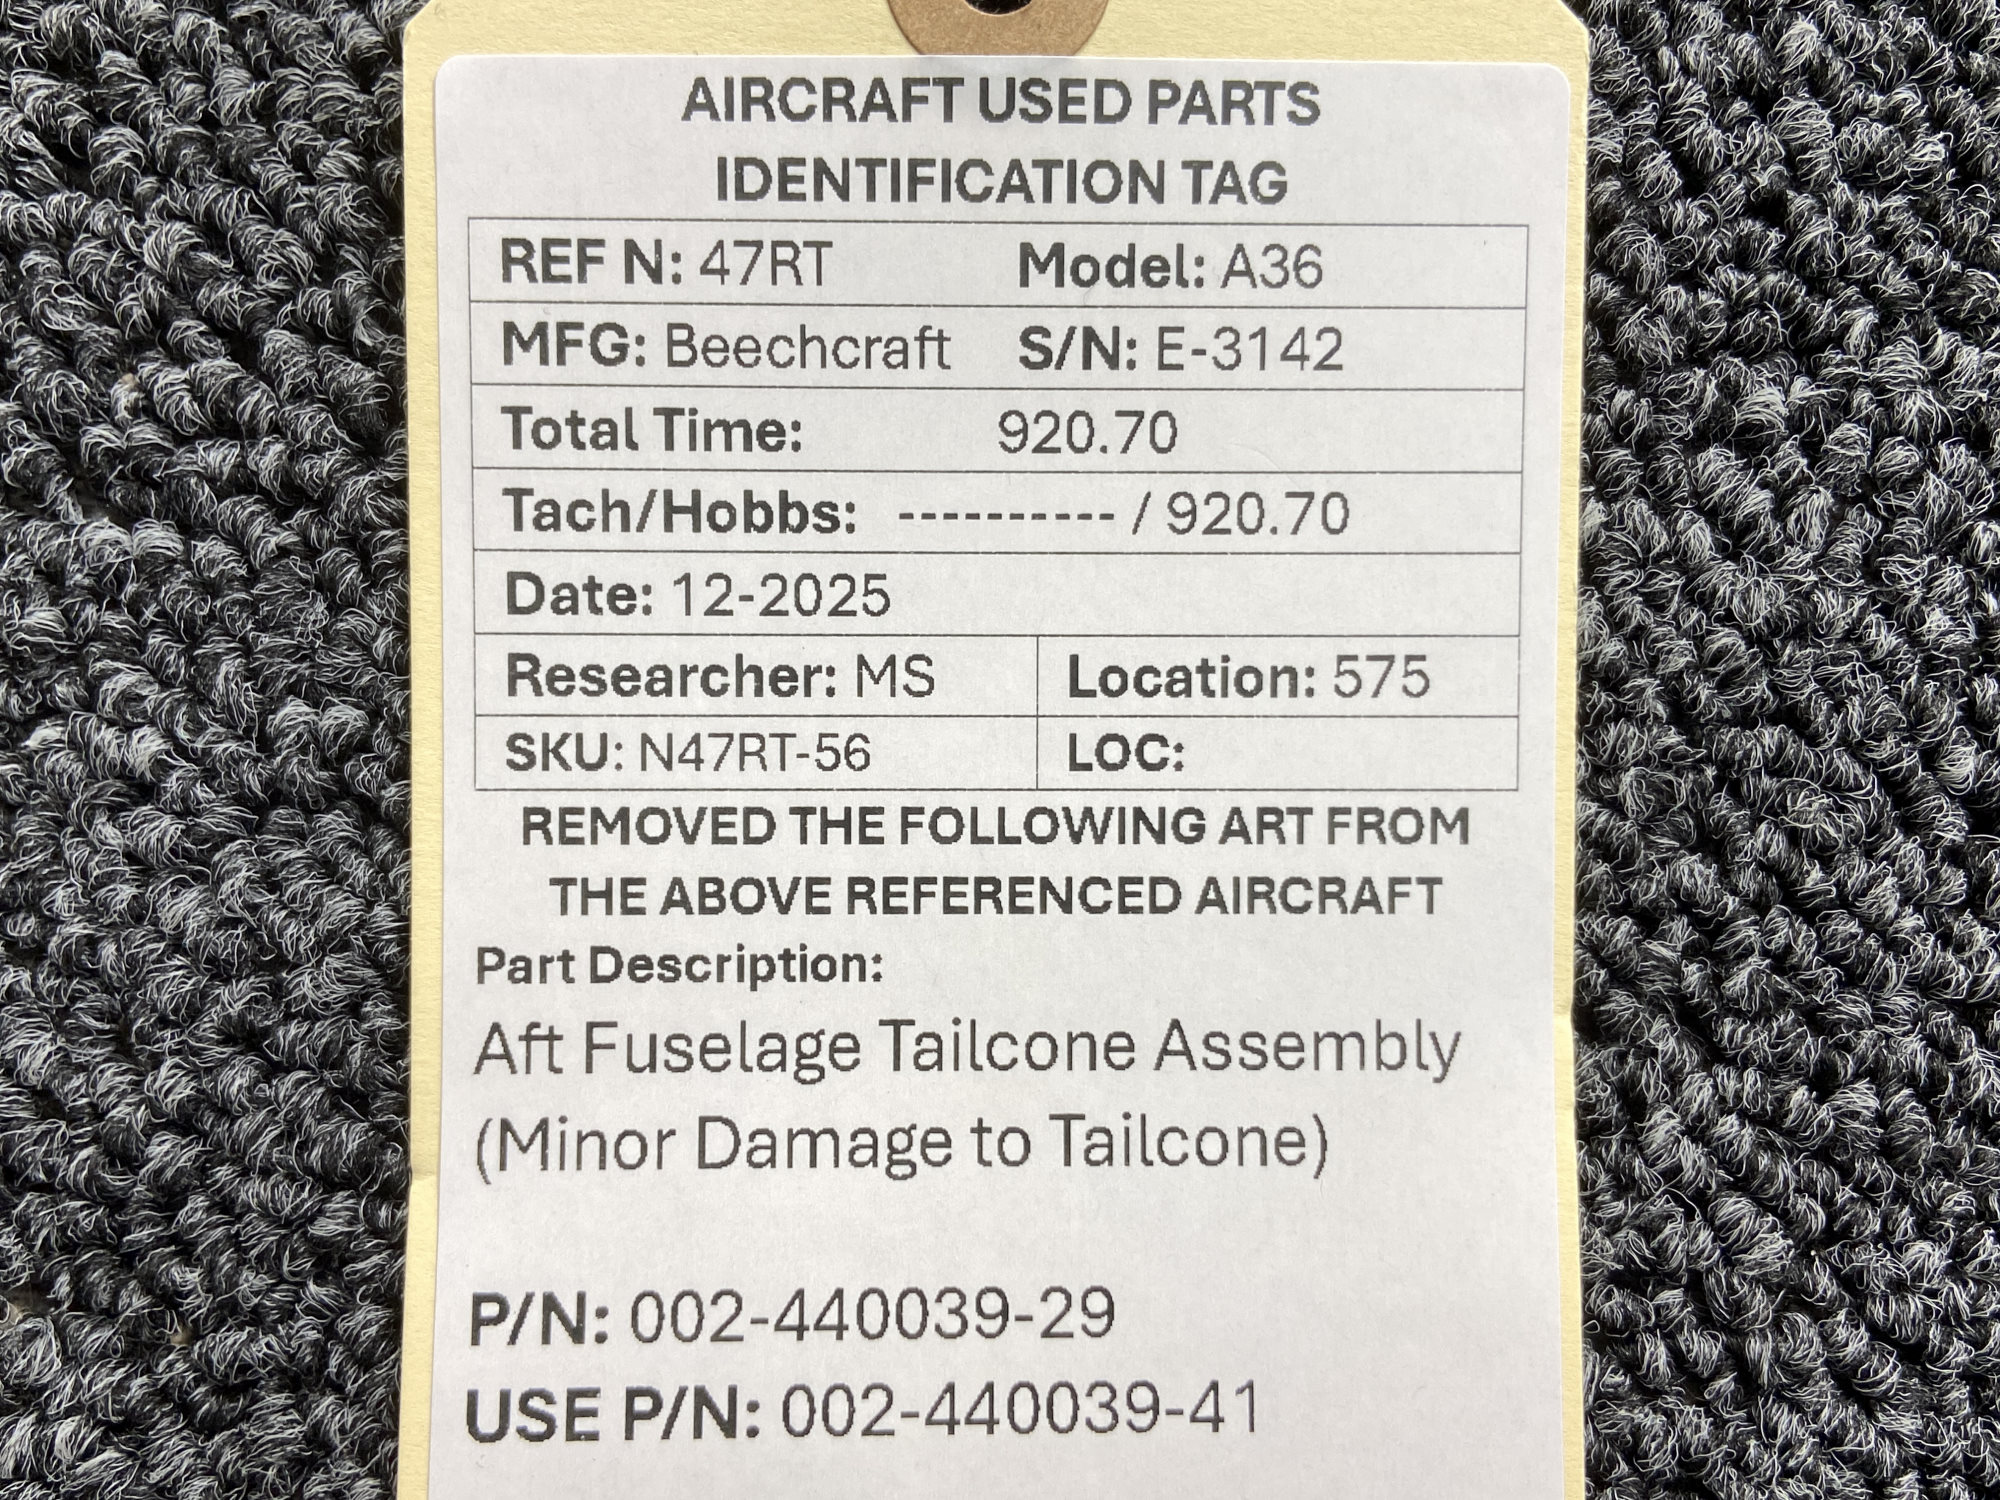 AIRCRAFT USED PARTS
IDENTIFICATION TAG
REF N: 47RT Model: A36
MFG: Beechcraft S/N: E-3142
Total Time: 920.70
Tach/Hobbs: ---------- / 920.70
Date: 12-2025
Researcher: MS Location: 575
SKU: N47RT-56 LOC:
REMOVED THE FOLLOWING ART FROM
THE ABOVE REFERENCED AIRCRAFT
Part Description:
Aft Fuselage Tailcone Assembly
(Minor Damage to Tailcone)
P/N: 002-440039-29
USE P/N: 002-440039-41